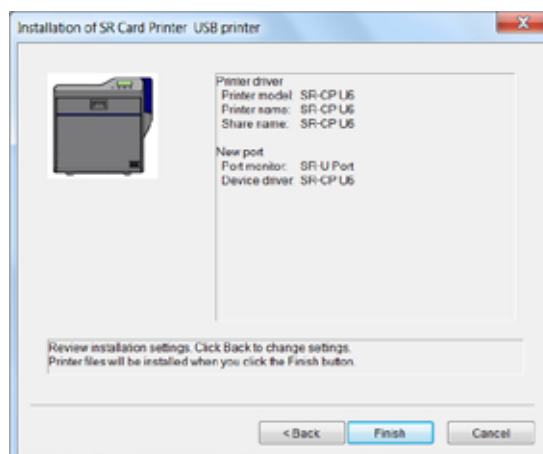 Installation of SR Card Printer USB printer
Printer driver
Printer model: SR-CP U6
Printer name: SR-CP U6
Share name: SR-CP U6
New port
Port monitor: SR-U Port
Device driver: SR-CP U6
Review installation settings. Click Back to change settings.
Printer files will be installed when you click the Finish button.
< Back
Finish
Cancel